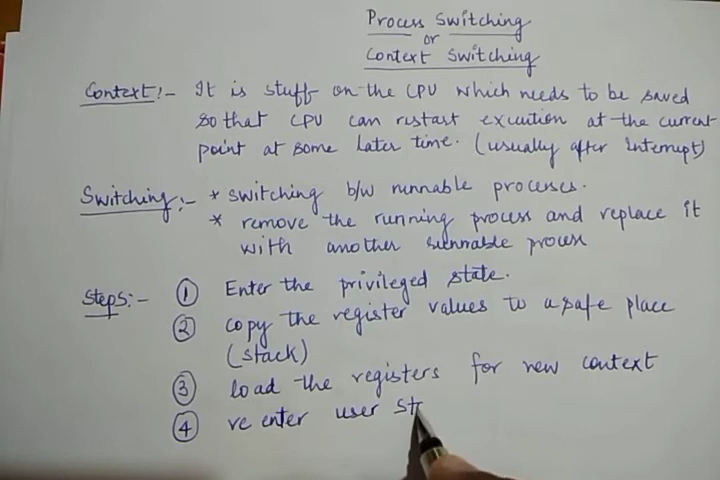 Process Switching
or
Context Switching
Context:- It is stuff on the CPU which needs to be saved
so that CPU can restart execution at the current
point at some later time. (usually after interrupt)
Switching:- * switching b/w runnable processes.
* remove the running process and replace it
with another runnable process
Steps:- ① Enter the privileged state.
② copy the register values to a safe place
(stack)
③ load the registers for new context
④ re enter user st